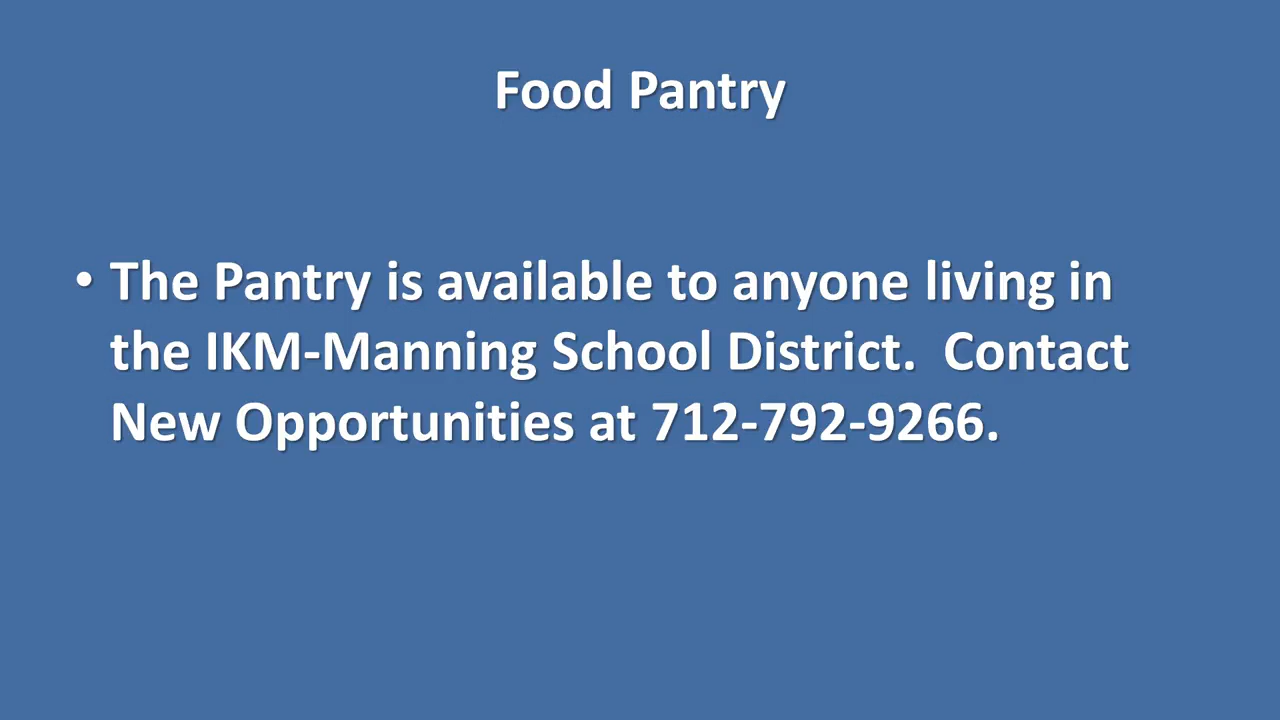 Food Pantry
• The Pantry is available to anyone living in
the IKM-Manning School District.  Contact
New Opportunities at 712-792-9266.